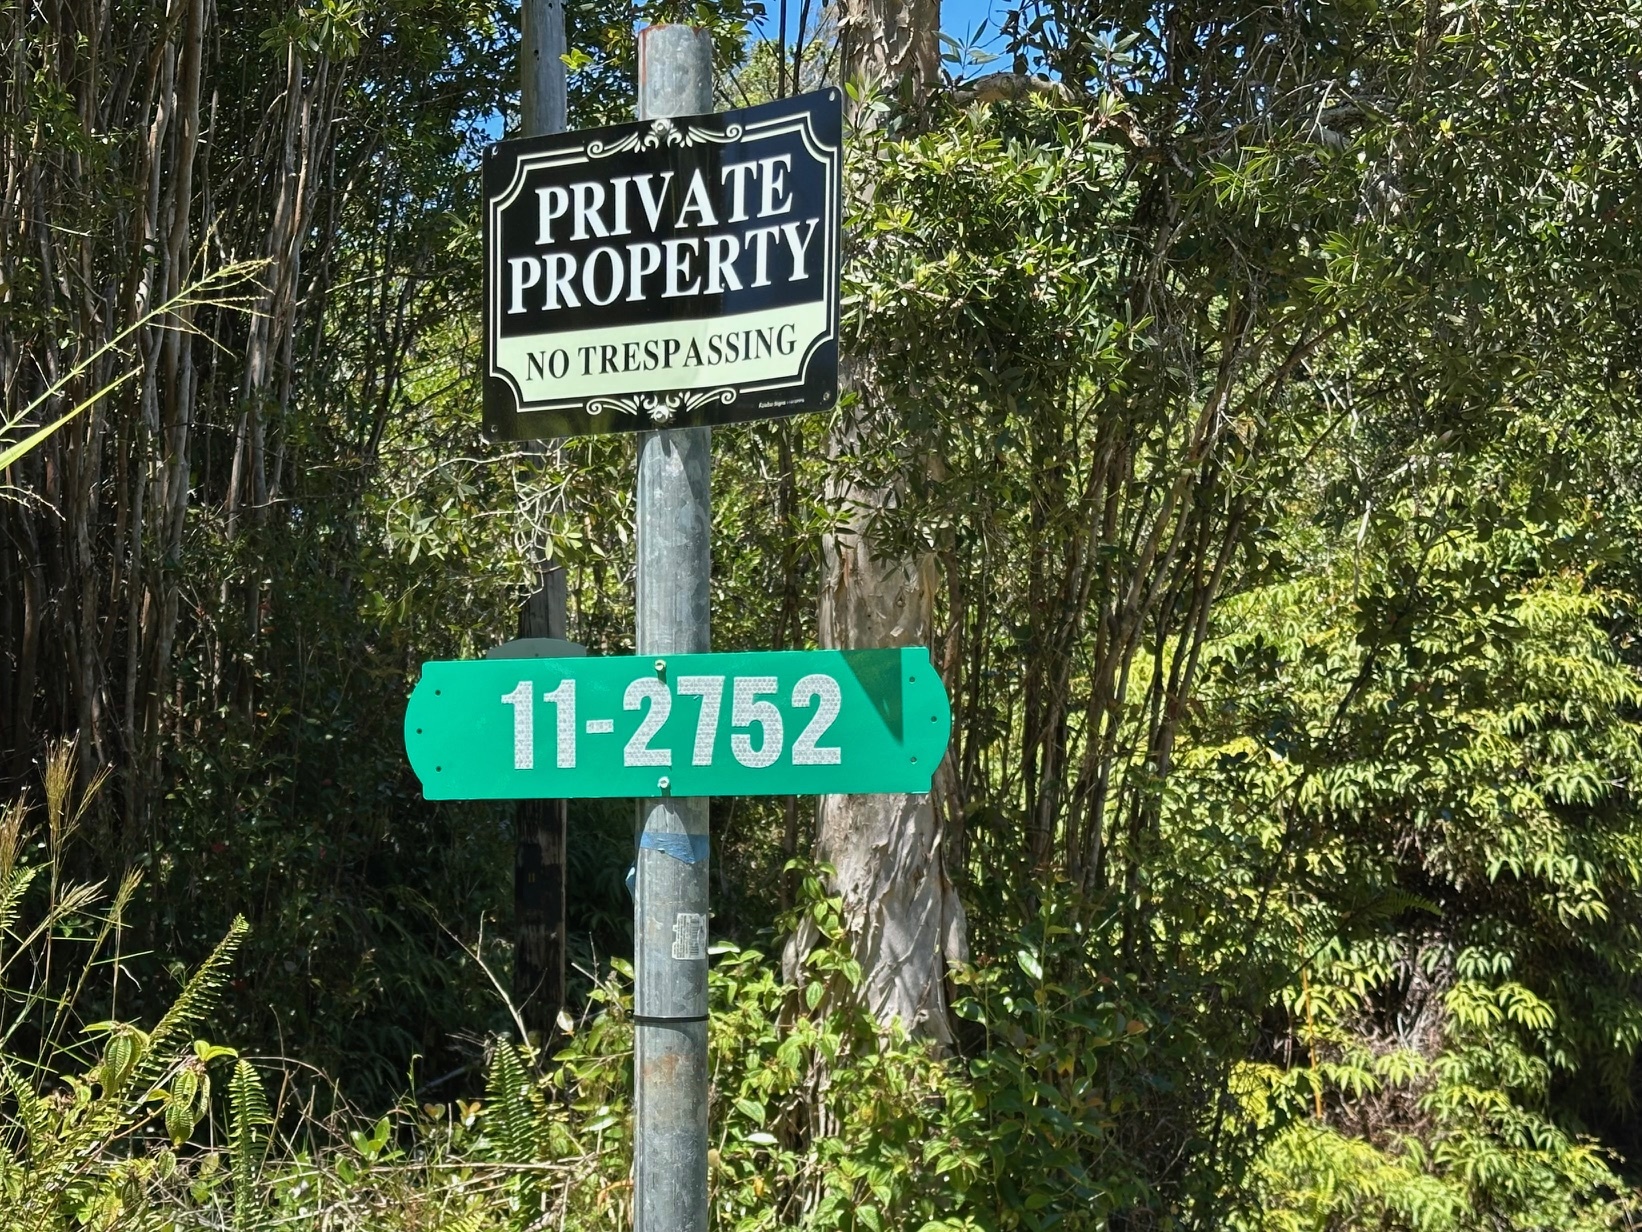 PRIVATE
PROPERTY
NO TRESPASSING
11-2752